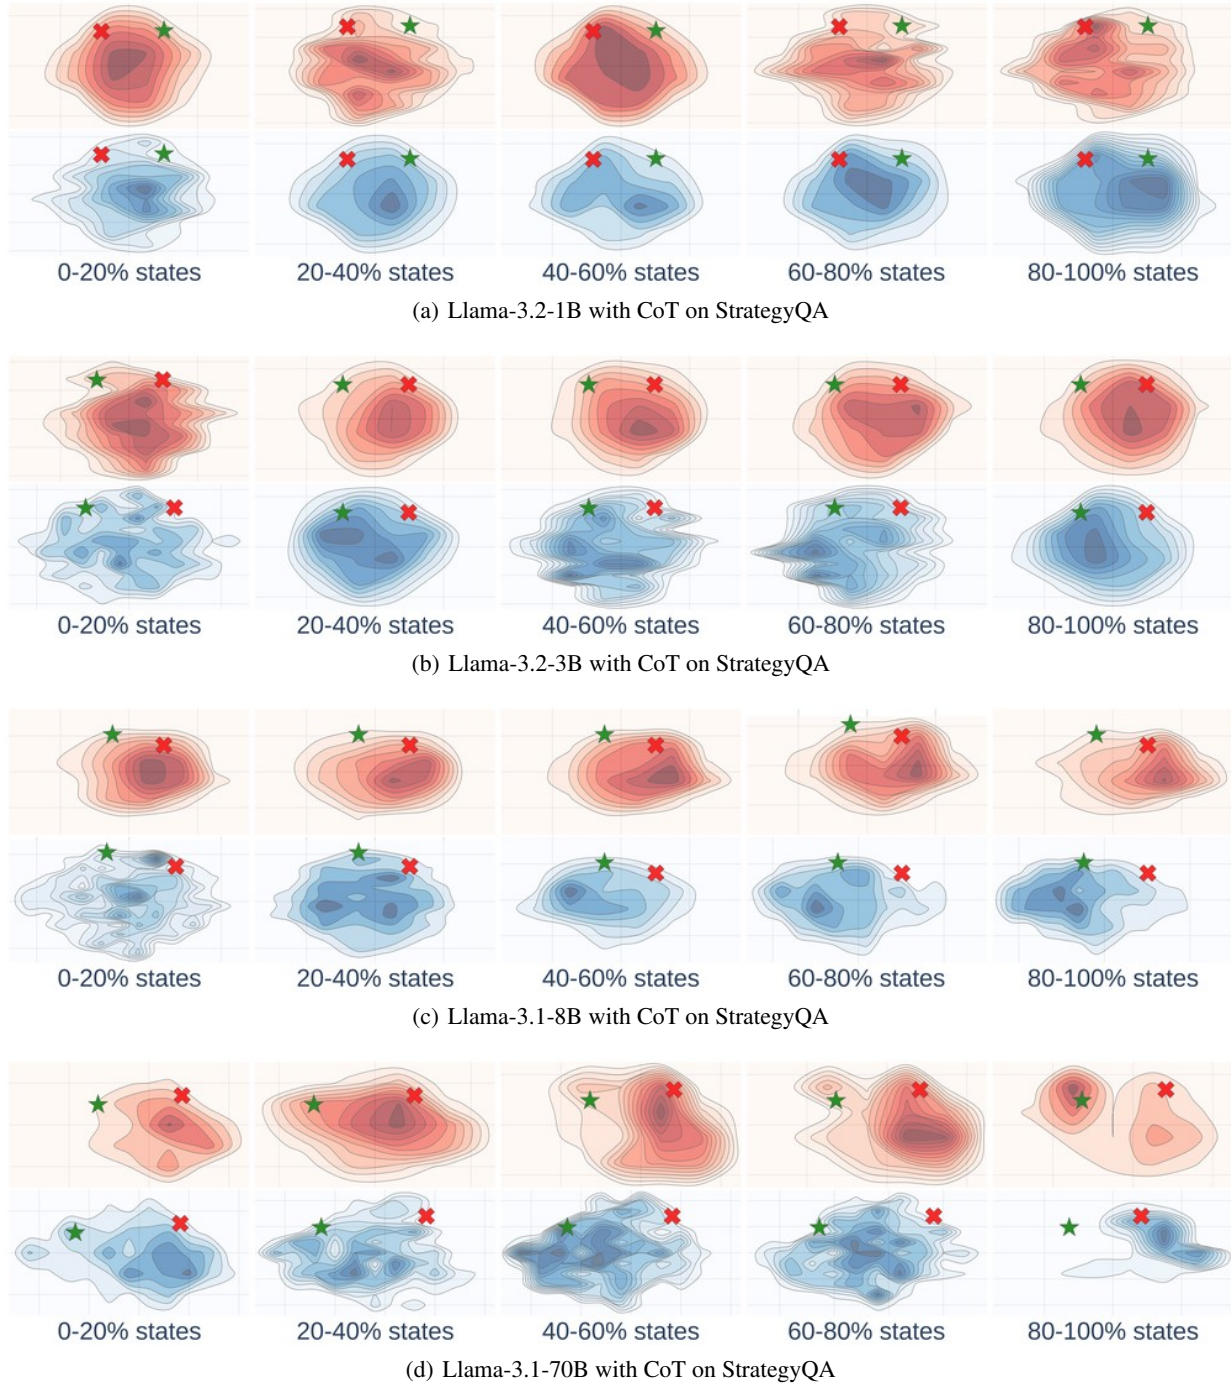 0-20% states 20-40% states 40-60% states 60-80% states 80-100% states
(a) Llama-3.2-1B with CoT on StrategyQA
0-20% states 20-40% states 40-60% states 60-80% states 80-100% states
(b) Llama-3.2-3B with CoT on StrategyQA
0-20% states 20-40% states 40-60% states 60-80% states 80-100% states
(c) Llama-3.1-8B with CoT on StrategyQA
0-20% states 20-40% states 40-60% states 60-80% states 80-100% states
(d) Llama-3.1-70B with CoT on StrategyQA